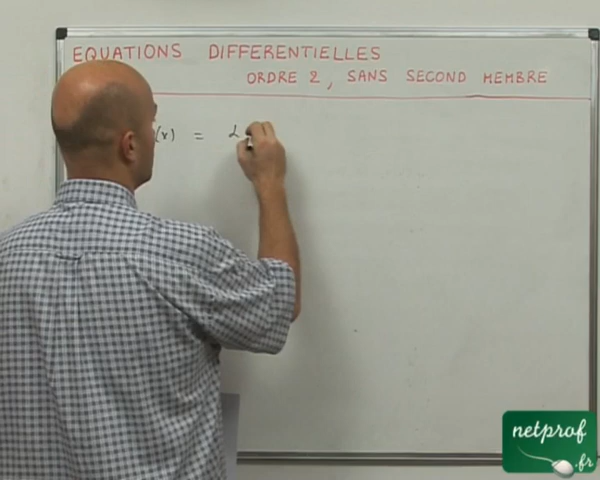 EQUATIONS DIFFERENTIELLES
ORDRE 2, SANS SECOND MEMBRE
(x) =
netprof
.fr